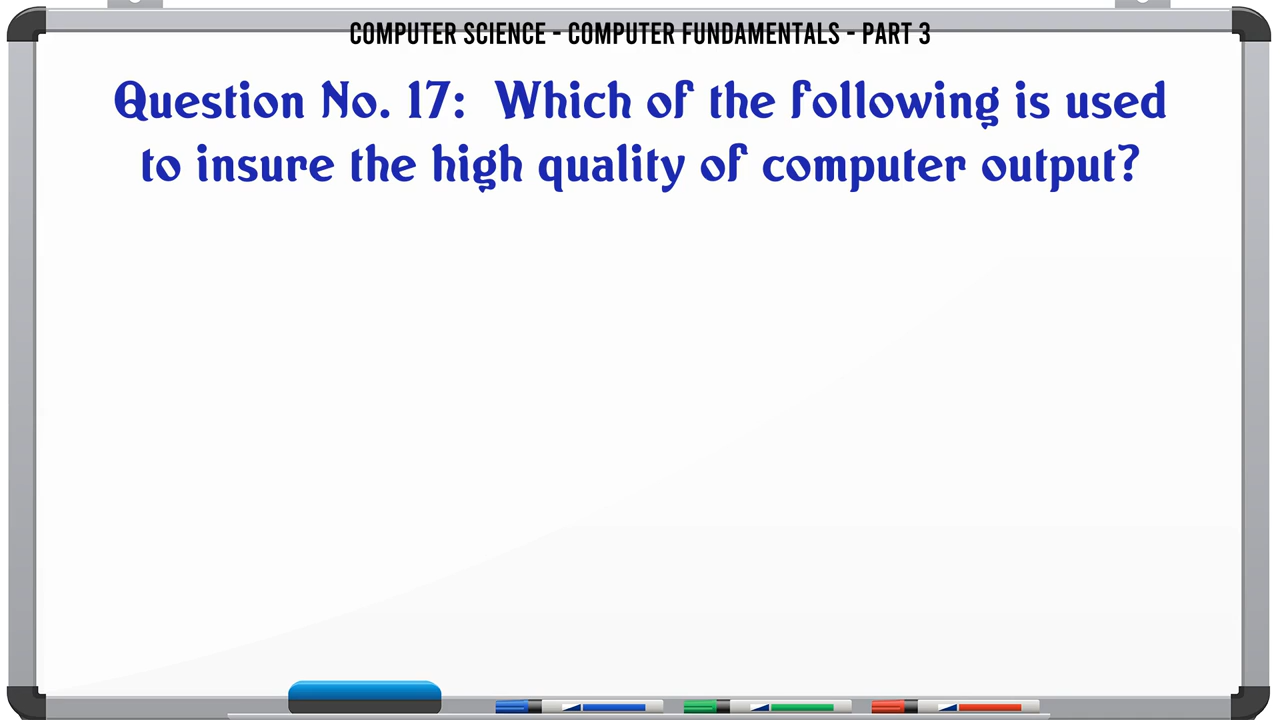 COMPUTER SCIENCE - COMPUTER FUNDAMENTALS - PART 3
Question No. 17: Which of the following is used
to insure the high quality of computer output?